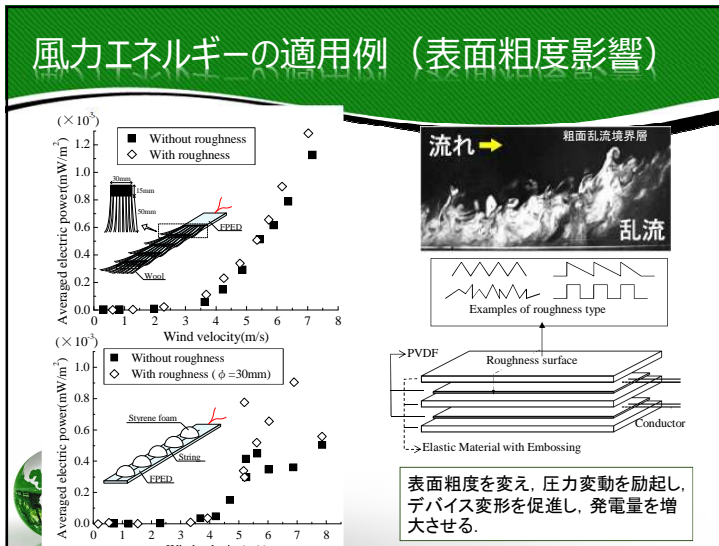 風力エネルギーの適用例（表面粗度影響）
(×10³)
Averaged electric power(mW/m²)
1.2
1.0
0.8
0.6
0.4
0.2
0.0
■ Without roughness
◇ With roughness
30mm
15mm
50mm
FPED
Wool
0 1 2 3 4 5 6 7 8
Wind velocity(m/s)
(×10³)
Averaged electric power(mW/m²)
1.2
1.0
0.8
0.6
0.4
0.2
0.0
■ Without roughness
◇ With roughness (φ=30mm)
Styrene foam
String
FPED
0 1 2 3 4 5 6 7 8
流れ
粗面乱流境界層
乱流
Examples of roughness type
PVDF
Roughness surface
Conductor
Elastic Material with Embossing
表面粗度を変え，圧力変動を励起し，
デバイス変形を促進し，発電量を増
大させる．